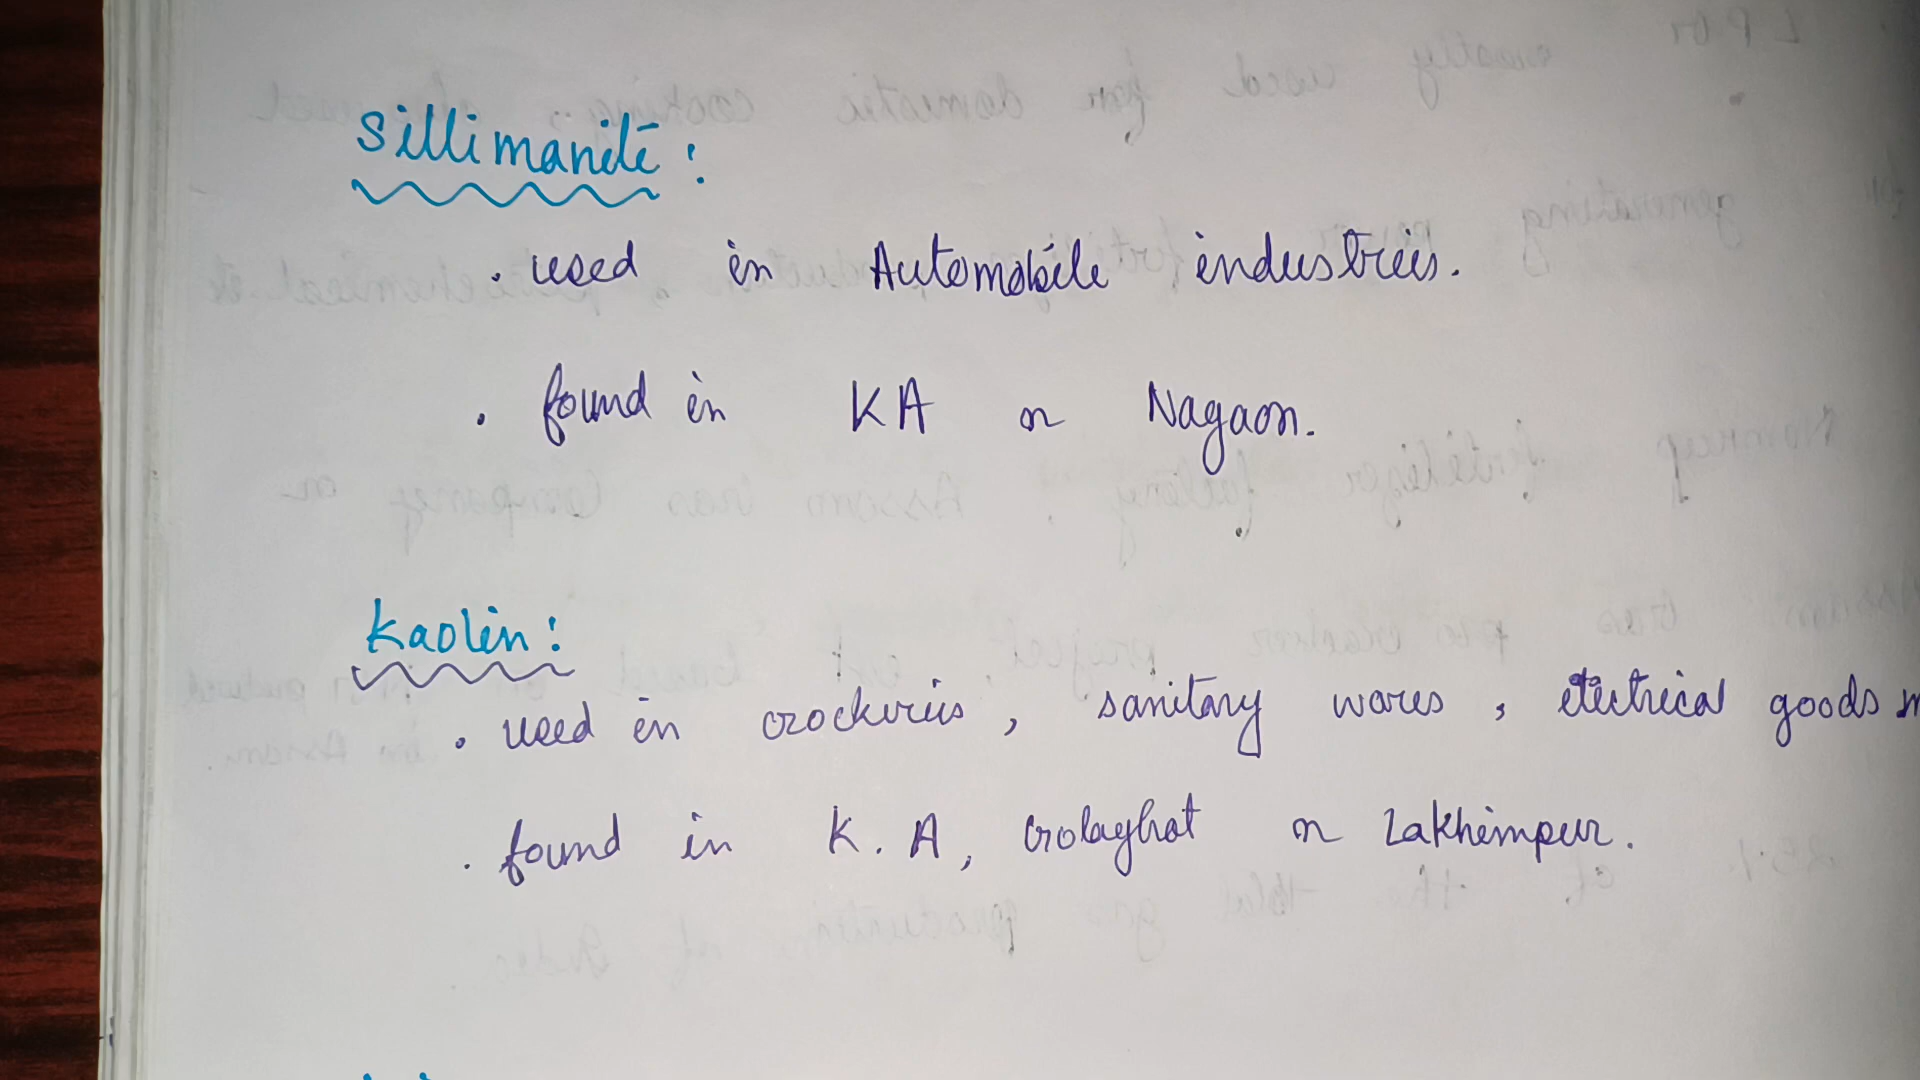 Sillimanite :
. used in Automobile industries.
. found in KA n Nagaon.
Kaolin :
. used in crockeries, sanitary wares, electrical goods
. found in K. A, Golaghat n Lakhimpur.